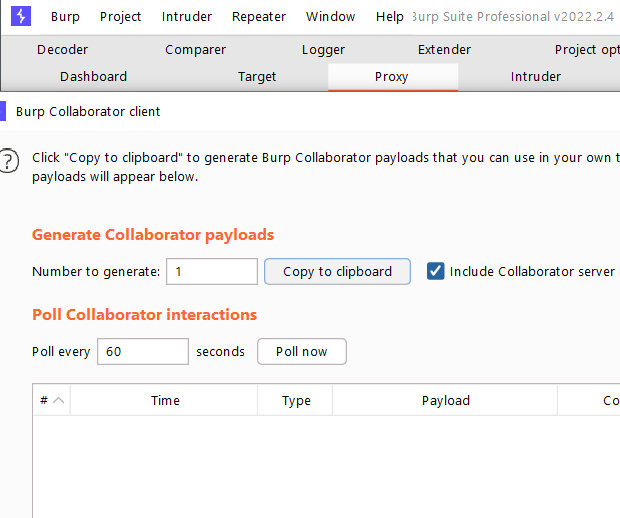 Burp Project Intruder Repeater Window Help Burp Suite Professional v2022.2.4
Decoder Comparer Logger Extender Project opt
Dashboard Target Proxy Intruder
Burp Collaborator client
? Click "Copy to clipboard" to generate Burp Collaborator payloads that you can use in your own t
payloads will appear below.
Generate Collaborator payloads
Number to generate: 1 Copy to clipboard Include Collaborator server
Poll Collaborator interactions
Poll every 60 seconds Poll now
# Time Type Payload Co